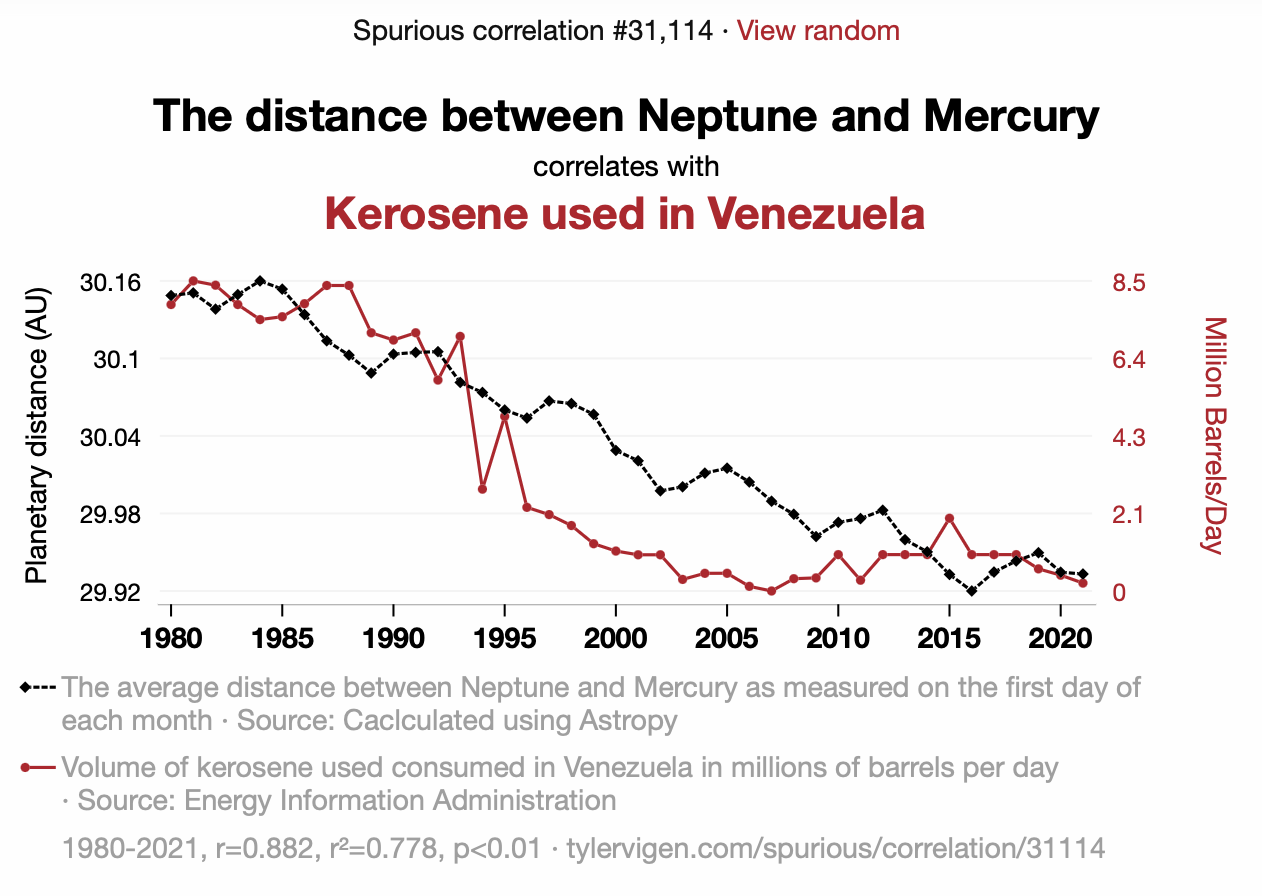 Spurious correlation #31,114 · View random
The distance between Neptune and Mercury
correlates with
Kerosene used in Venezuela
Planetary distance (AU)
30.16
30.1
30.04
29.98
29.92
8.5
6.4
4.3
2.1
0
Million Barrels/Day
1980 1985 1990 1995 2000 2005 2010 2015 2020
The average distance between Neptune and Mercury as measured on the first day of
each month · Source: Caclculated using Astropy
Volume of kerosene used consumed in Venezuela in millions of barrels per day
· Source: Energy Information Administration
1980-2021, r=0.882, r²=0.778, p<0.01 · tylervigen.com/spurious/correlation/31114